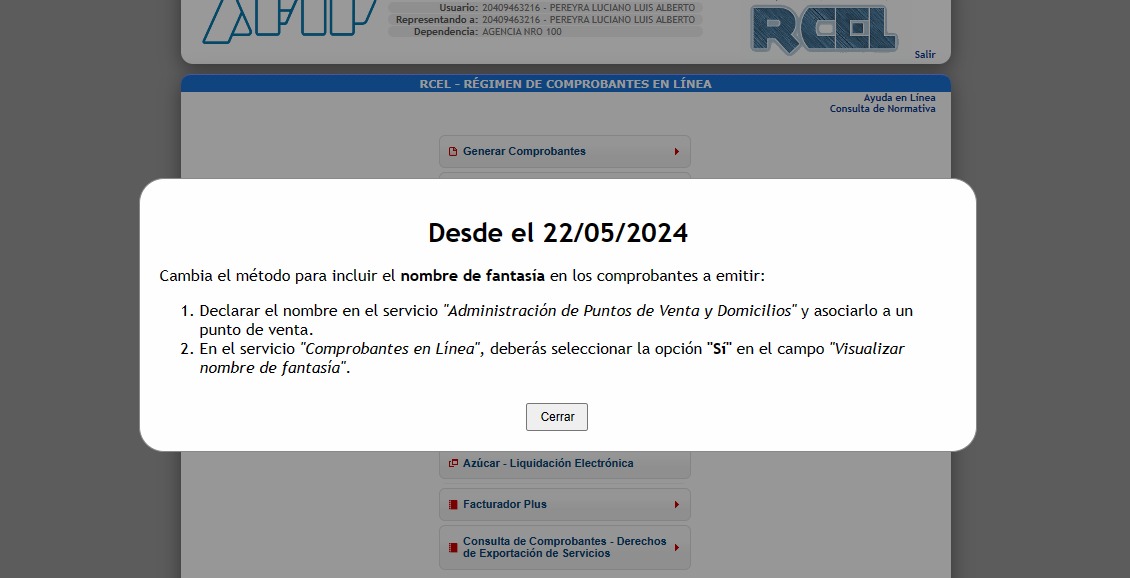 AFIP
Usuario: 20409463216 - PEREYRA LUCIANO LUIS ALBERTO
Representando a: 20409463216 - PEREYRA LUCIANO LUIS ALBERTO
Dependencia: AGENCIA NRO 100
RCEL
Salir
RCEL - RÉGIMEN DE COMPROBANTES EN LÍNEA
Ayuda en Línea
Consulta de Normativa
Generar Comprobantes
Desde el 22/05/2024
Cambia el método para incluir el nombre de fantasía en los comprobantes a emitir:
1. Declarar el nombre en el servicio "Administración de Puntos de Venta y Domicilios" y asociarlo a un
punto de venta.
2. En el servicio "Comprobantes en Línea", deberás seleccionar la opción "Sí" en el campo "Visualizar
nombre de fantasía".
Cerrar
Azúcar - Liquidación Electrónica
Facturador Plus
Consulta de Comprobantes - Derechos
de Exportación de Servicios